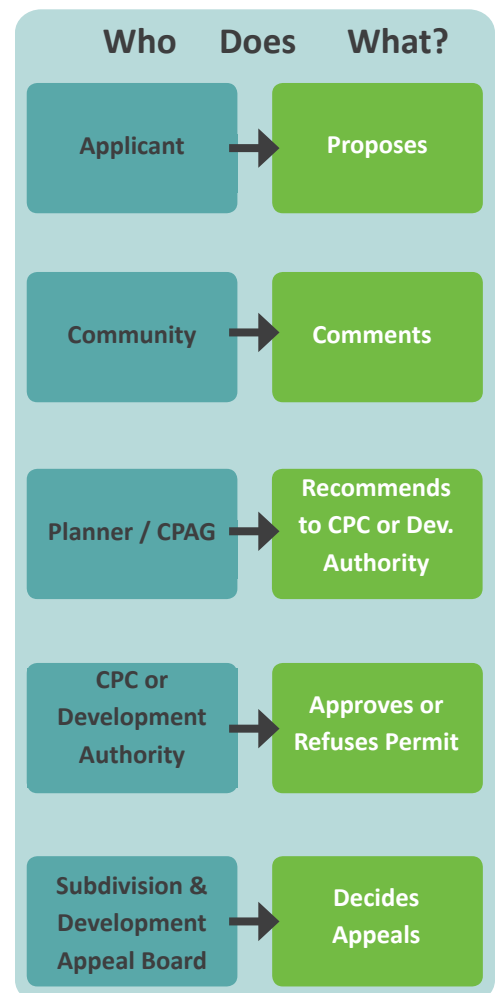 Who Does What?
Applicant
Proposes
Community
Comments
Planner / CPAG
Recommends
to CPC or Dev.
Authority
CPC or
Development
Authority
Approves or
Refuses Permit
Subdivision &
Development
Appeal Board
Decides
Appeals